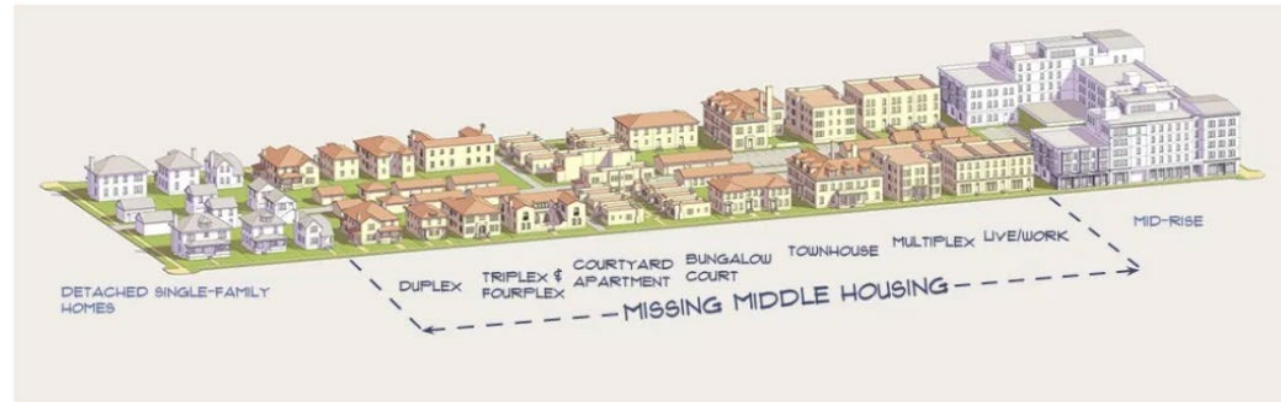 DETACHED SINGLE-FAMILY
HOMES
DUPLEX
TRIPLEX &
FOURPLEX
COURTYARD
APARTMENT
BUNGALOW
COURT
TOWNHOUSE
MULTIPLEX
LIVE/WORK
MID-RISE
MISSING MIDDLE HOUSING